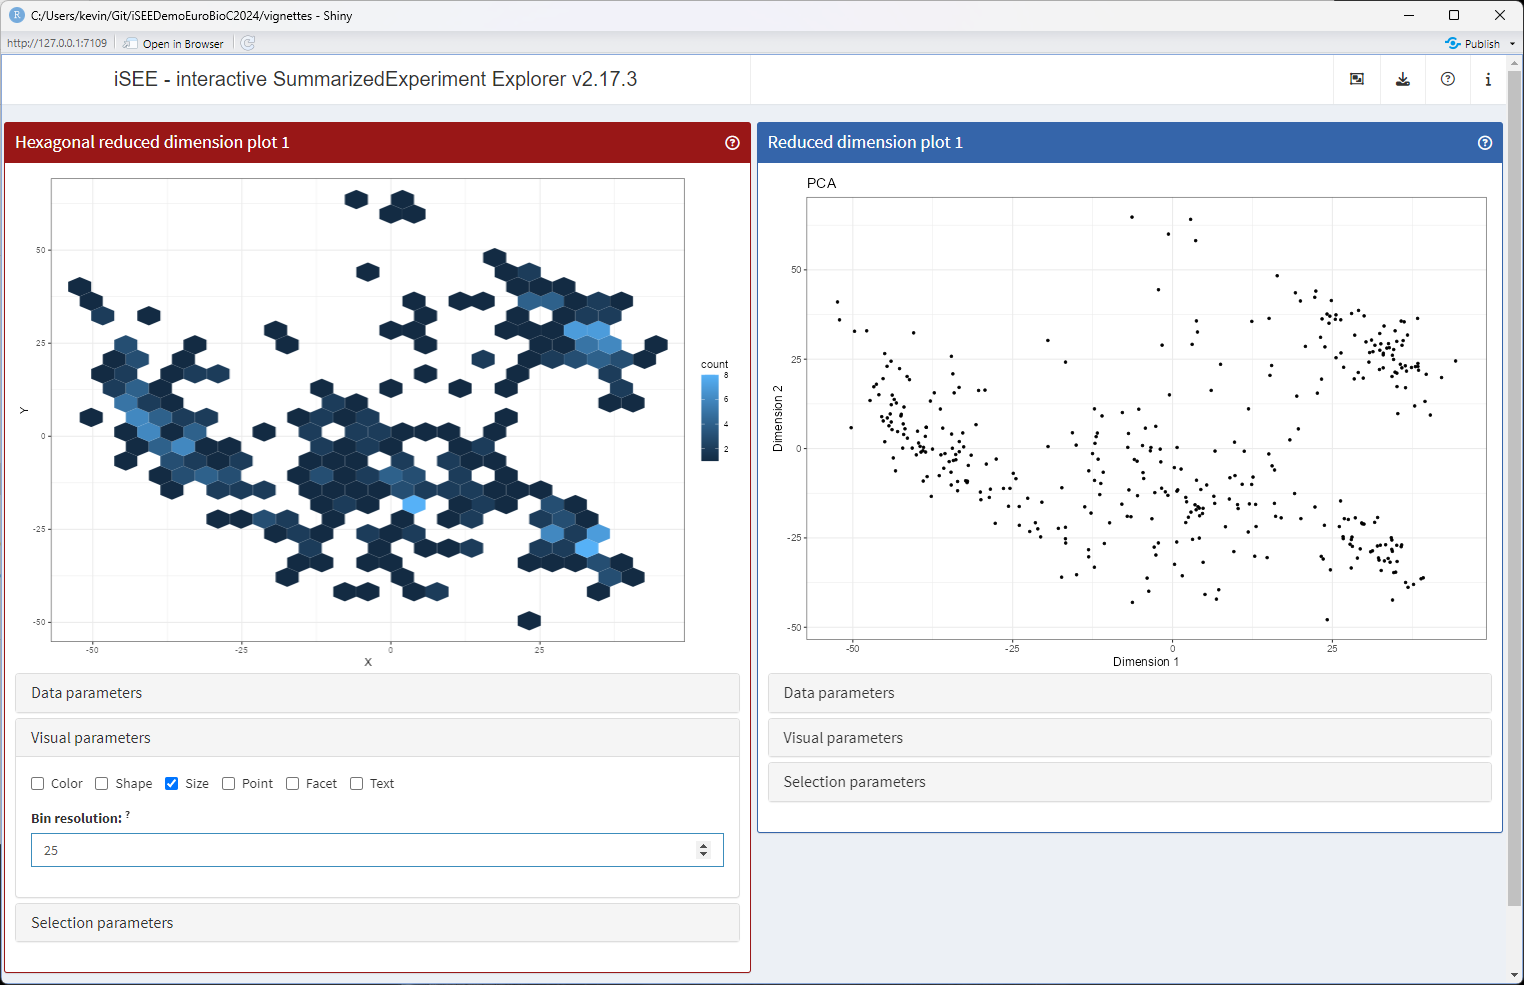 C:/Users/kevin/Git/iSEEDemoEuroBioC2024/vignettes - Shiny
http://127.0.0.1:7109
Open in Browser
Publish
iSEE - interactive SummarizedExperiment Explorer v2.17.3
Hexagonal reduced dimension plot 1
?
50
25
0
-25
-50
Y
-50
-25
0
25
X
count
8
6
4
2
Data parameters
Visual parameters
Color
Shape
Size
Point
Facet
Text
Bin resolution: ?
25
Selection parameters
Reduced dimension plot 1
?
PCA
50
25
0
-25
-50
Dimension 2
-50
-25
0
25
Dimension 1
Data parameters
Visual parameters
Selection parameters